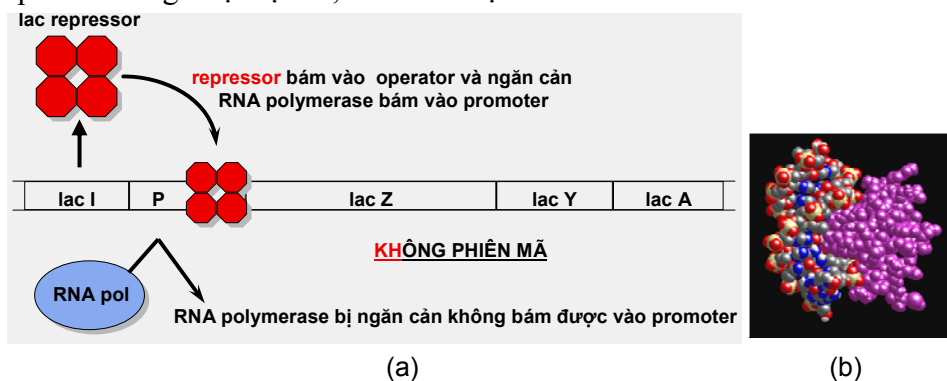 lac repressor
repressor bám vào operator và ngăn cản
RNA polymerase bám vào promoter
lac I P lac Z lac Y lac A
KHÔNG PHIÊN MÃ
RNA pol
RNA polymerase bị ngăn cản không bám được vào promoter
(a) (b)